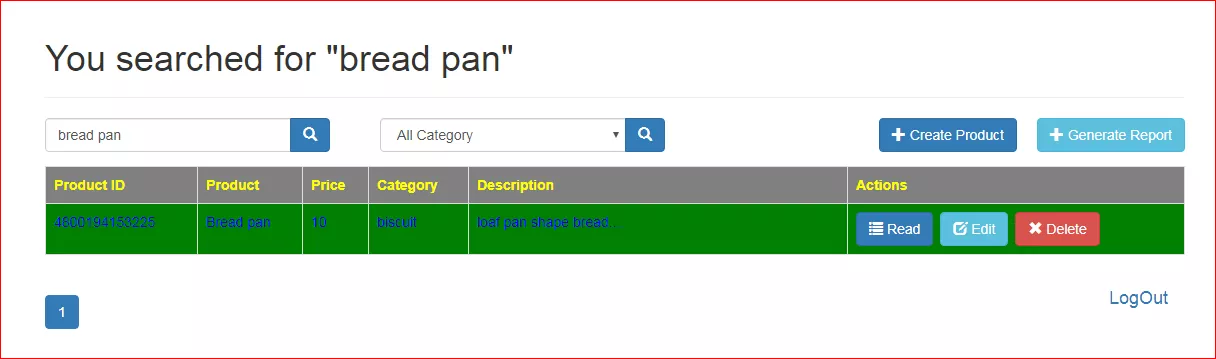 You searched for "bread pan"
bread pan All Category Create Product Generate Report
Product ID Product Price Category Description Actions
4800194153225 Bread pan 10 biscuit loaf pan shape bread... Read Edit Delete
LogOut
1